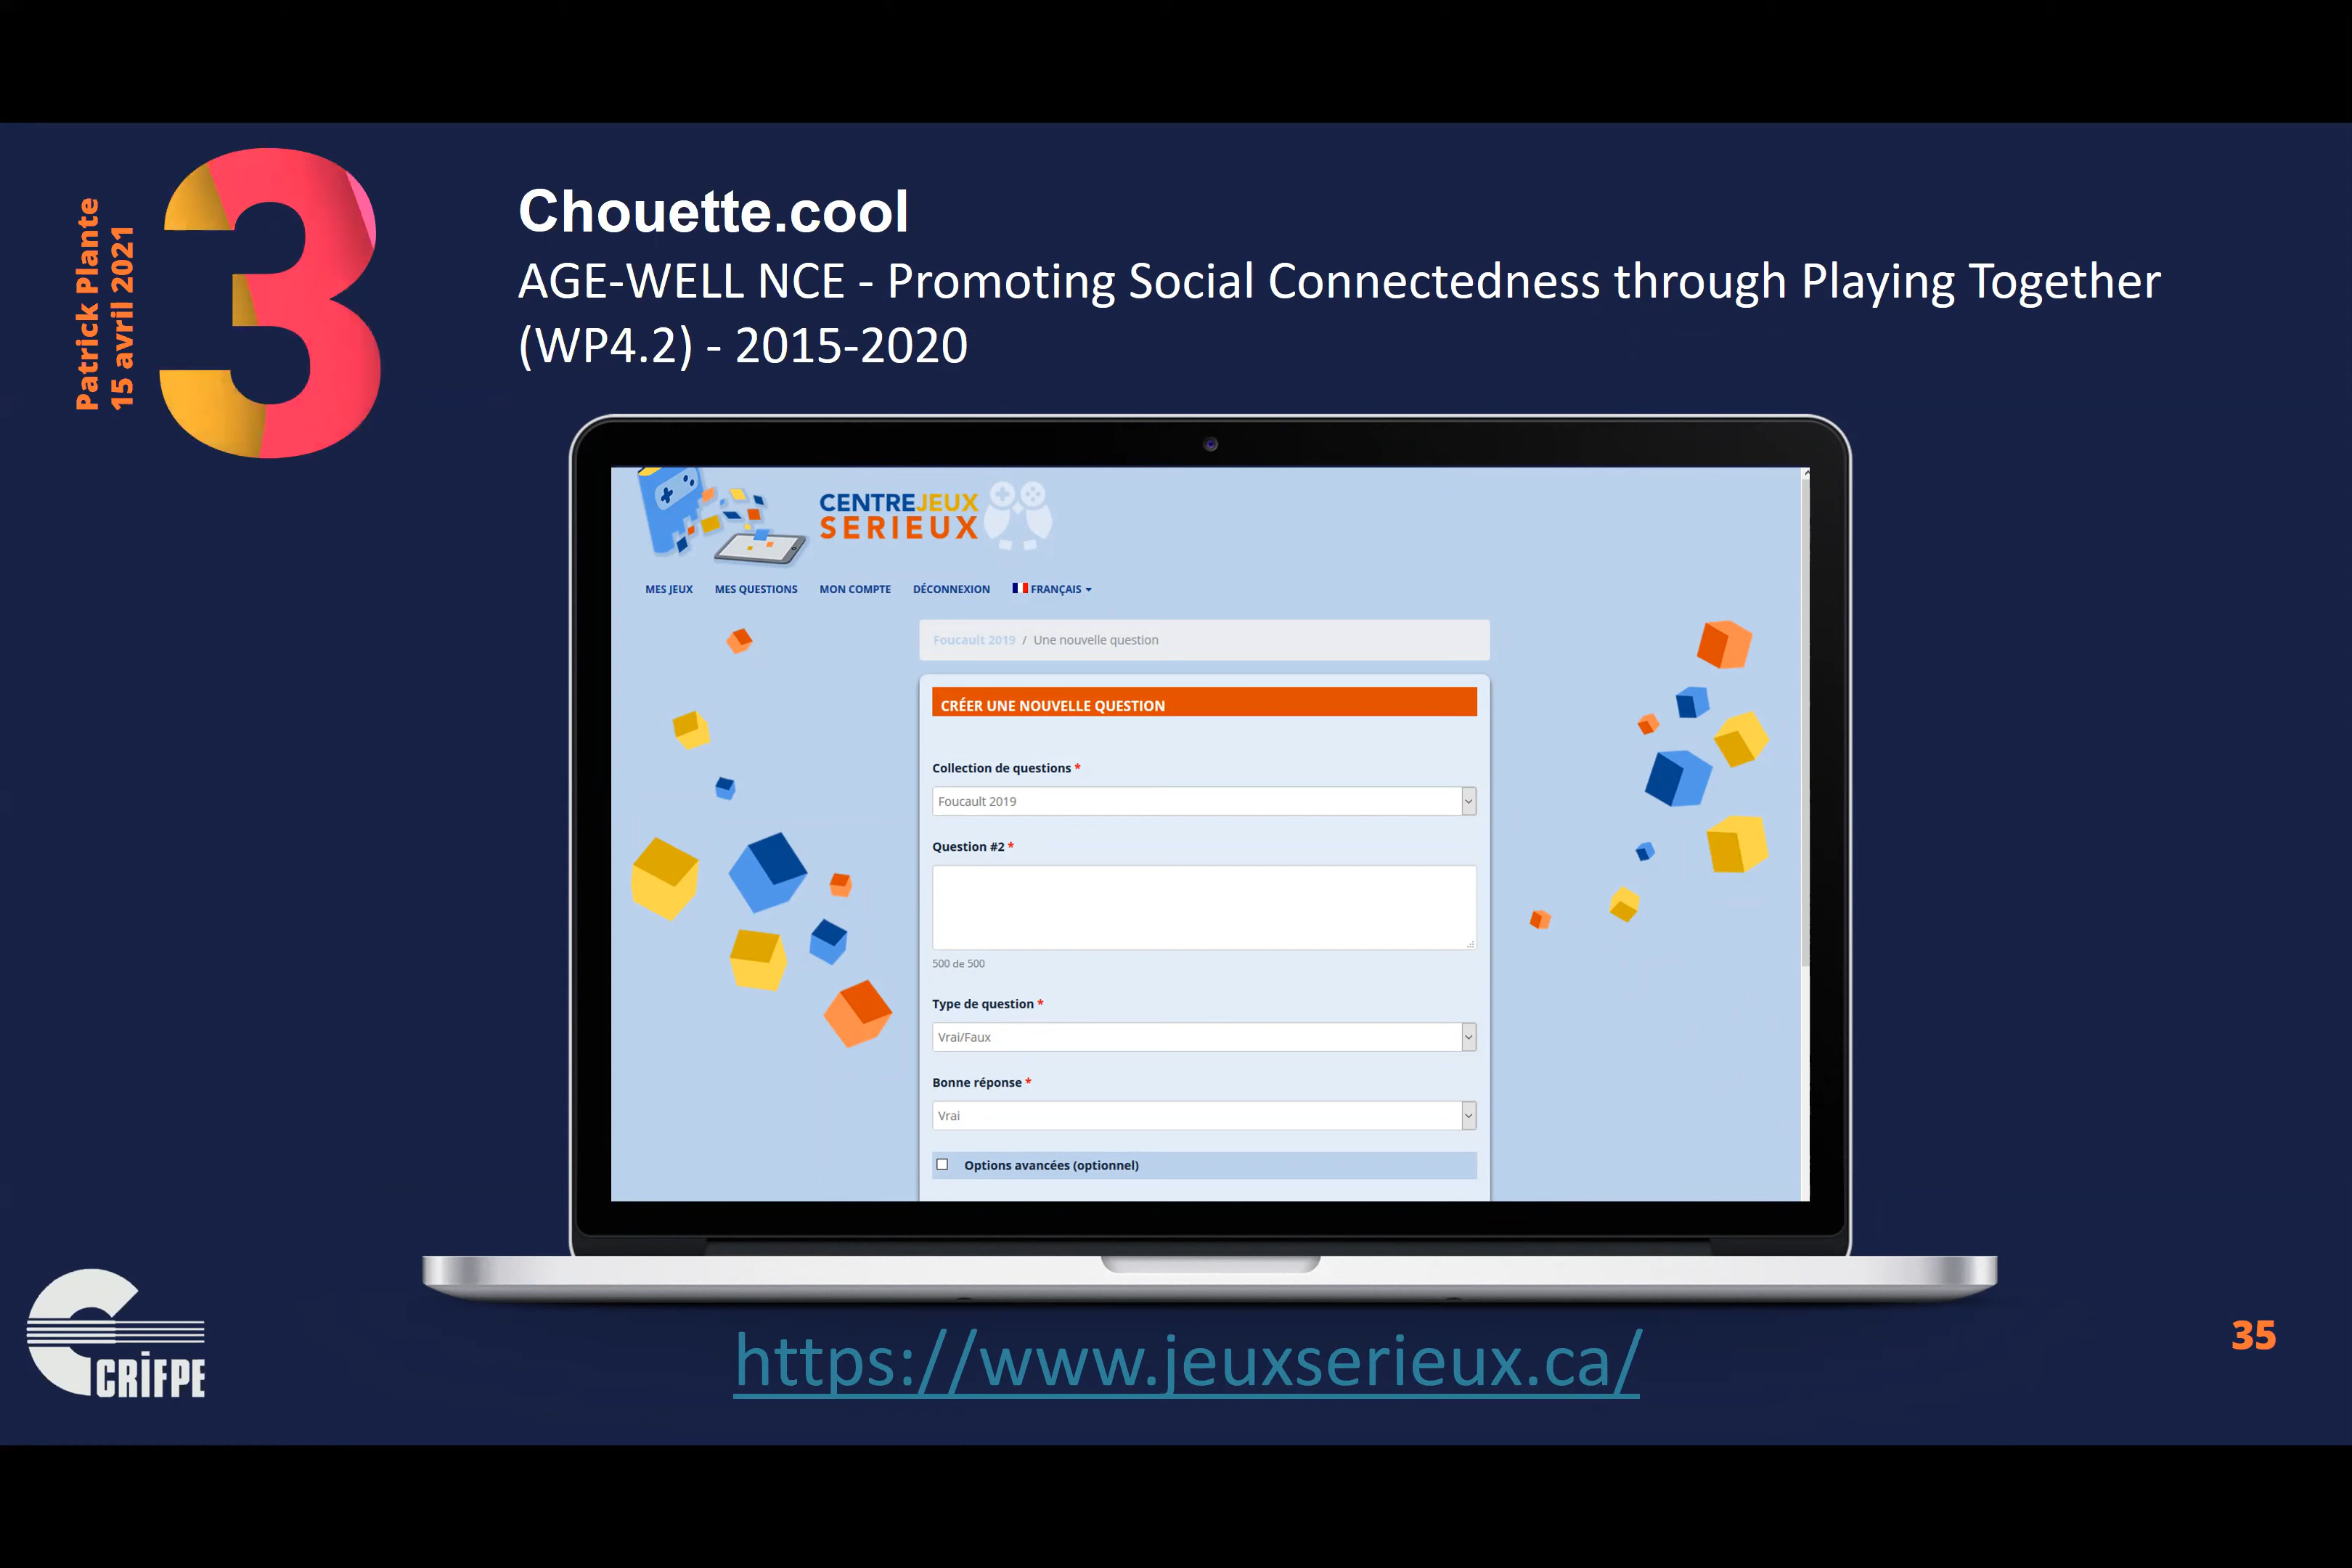 Patrick Plante
15 avril 2021
3
Chouette.cool
AGE-WELL NCE - Promoting Social Connectedness through Playing Together
(WP4.2) - 2015-2020
CENTREJEUX
SERIEUX
MES JEUX MES QUESTIONS MON COMPTE DÉCONNEXION FRANÇAIS
Foucault 2019 / Une nouvelle question
CRÉER UNE NOUVELLE QUESTION
Collection de questions *
Foucault 2019
Question #2 *
500 de 500
Type de question *
Vrai/Faux
Bonne réponse *
Vrai
Options avancées (optionnel)
CRIFPE
https://www.jeuxserieux.ca/
35